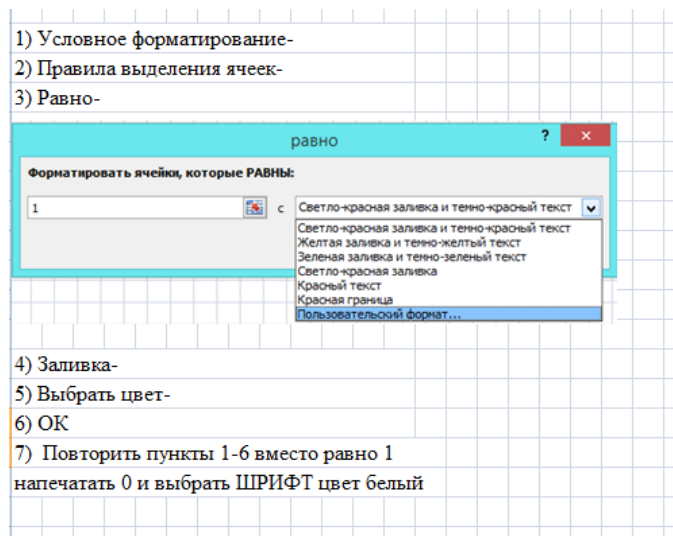 1) Условное форматирование-
2) Правила выделения ячеек-
3) Равно-
равно ? ×
Форматировать ячейки, которые РАВНЫ:
1 с Светло-красная заливка и темно-красный текст
Светло-красная заливка и темно-красный текст
Желтая заливка и темно-желтый текст
Зеленая заливка и темно-зеленый текст
Светло-красная заливка
Красный текст
Красная граница
Пользовательский формат...
4) Заливка-
5) Выбрать цвет-
6) ОК
7) Повторить пункты 1-6 вместо равно 1
напечатать 0 и выбрать ШРИФТ цвет белый